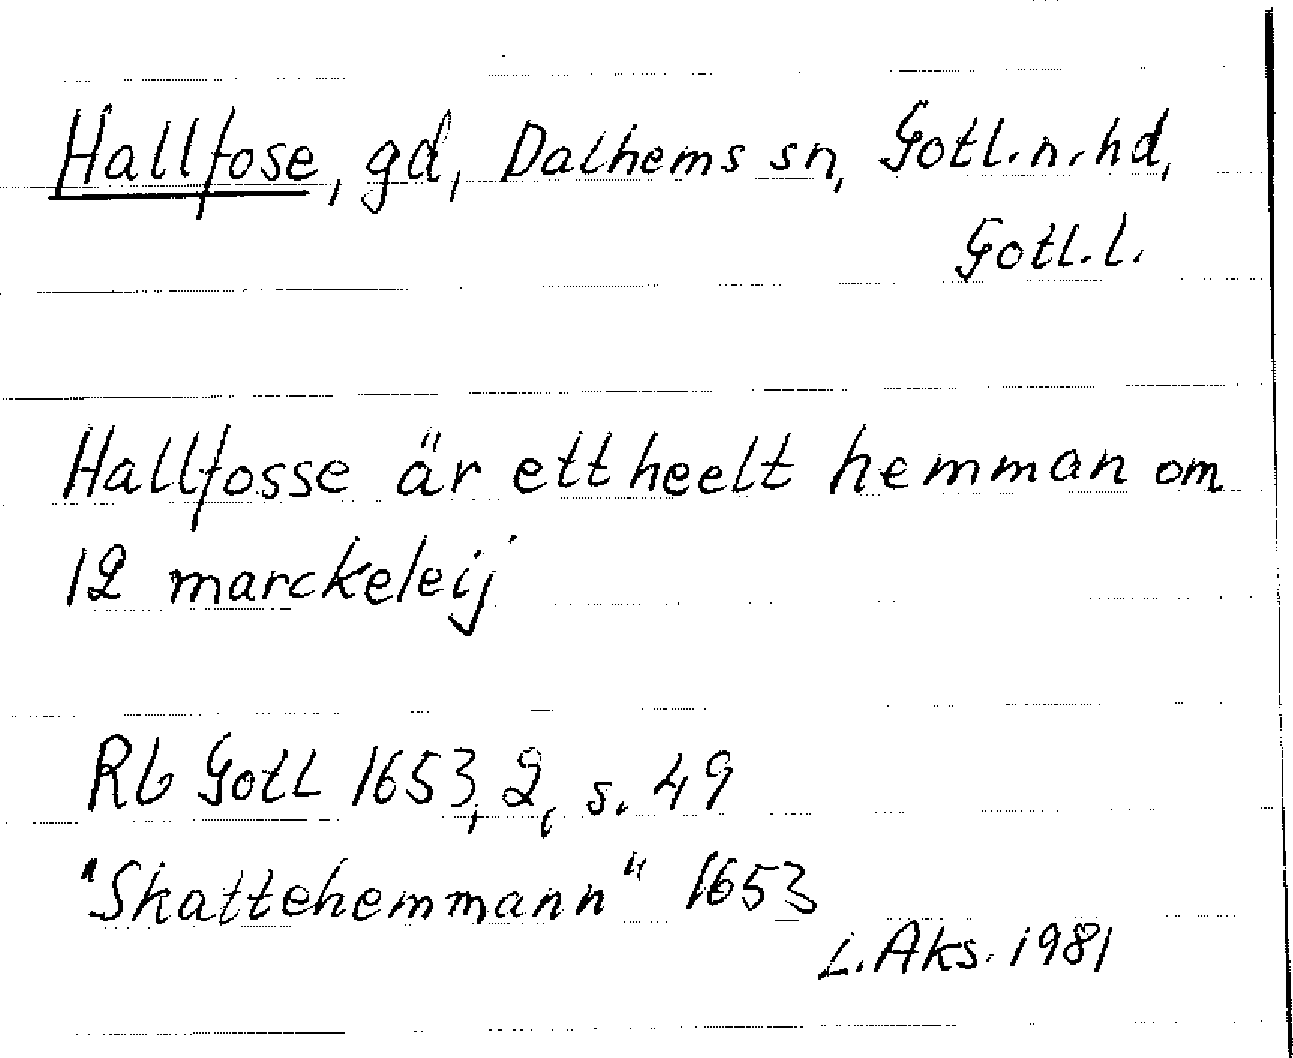 Hallfose, gd, Dalhems sn, Gotl.n.hd,
Gotl.l.
Hallfosse är ett heelt hemman om
12 marckeleij
Rb Gotl 1653, 2, s. 49
"Skattehemmann" 1653
L. Aks. 1981